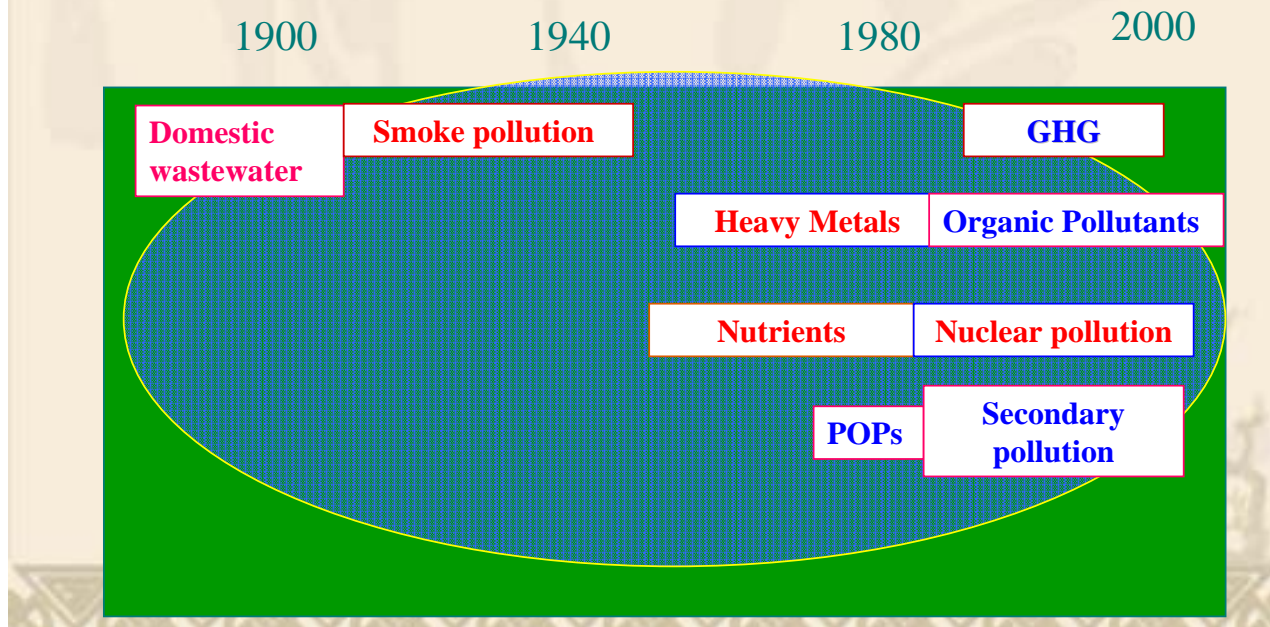 1900 1940 1980 2000
Domestic
wastewater
Smoke pollution
GHG
Heavy Metals
Organic Pollutants
Nutrients
Nuclear pollution
POPs
Secondary
pollution